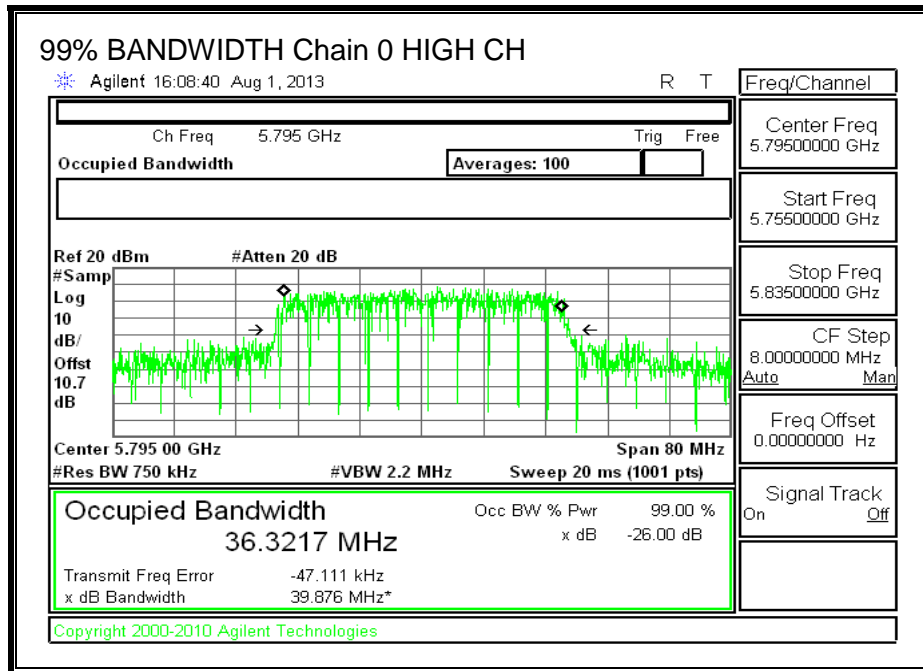 99% BANDWIDTH Chain 0 HIGH CH
Agilent 16:08:40 Aug 1, 2013 R T
Freq/Channel
Ch Freq 5.795 GHz Trig Free
Occupied Bandwidth Averages: 100
Center Freq
5.79500000 GHz
Start Freq
5.75500000 GHz
Stop Freq
5.83500000 GHz
CF Step
8.00000000 MHz
Auto Man
Freq Offset
0.00000000 Hz
Signal Track
On Off
Ref 20 dBm #Atten 20 dB
#Samp
Log
10
dB/
Offst
10.7
dB
Center 5.795 00 GHz Span 80 MHz
#Res BW 750 kHz #VBW 2.2 MHz Sweep 20 ms (1001 pts)
Occupied Bandwidth Occ BW % Pwr 99.00 %
36.3217 MHz x dB -26.00 dB
Transmit Freq Error -47.111 kHz
x dB Bandwidth 39.876 MHz*
Copyright 2000-2010 Agilent Technologies